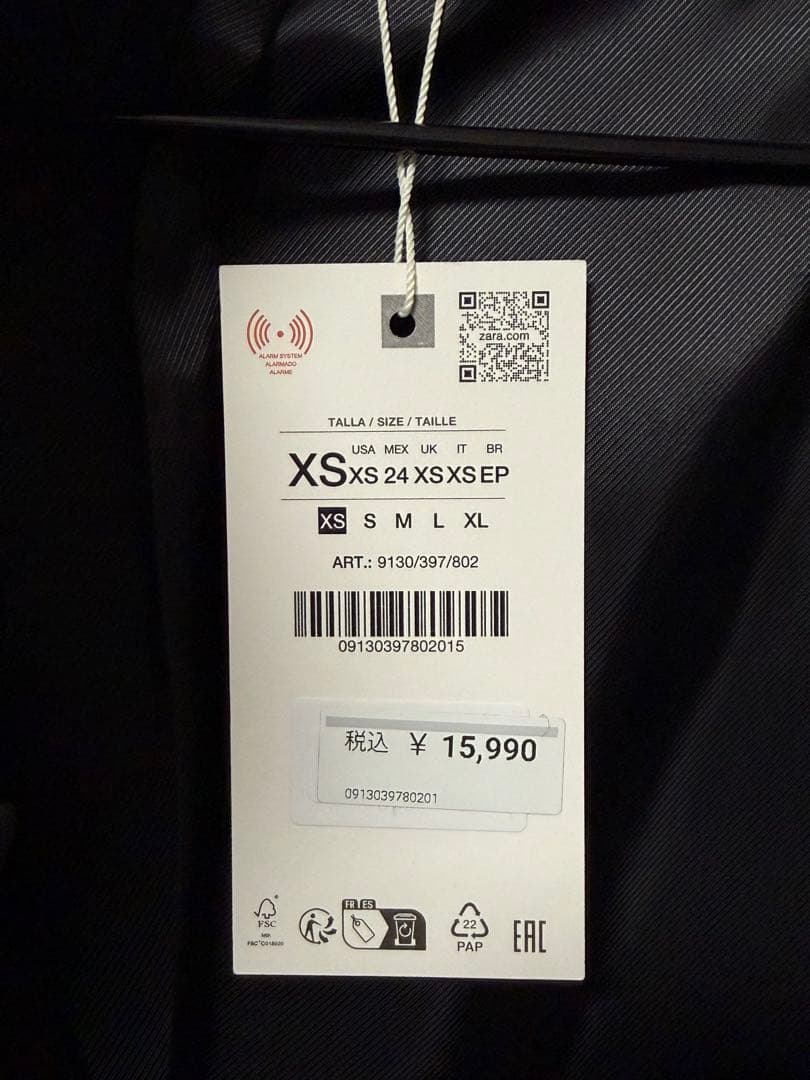 ALARM SYSTEM
ALARMADO
ALARME
zara.com
TALLA / SIZE / TAILLE
USA MEX UK IT BR
XS XS 24 XS XS EP
XS S M L XL
ART.: 9130/397/802
09130397802015
税込 ¥ 15,990
0913039780201
FSC
MIX
FR ES
22
PAP
EAC